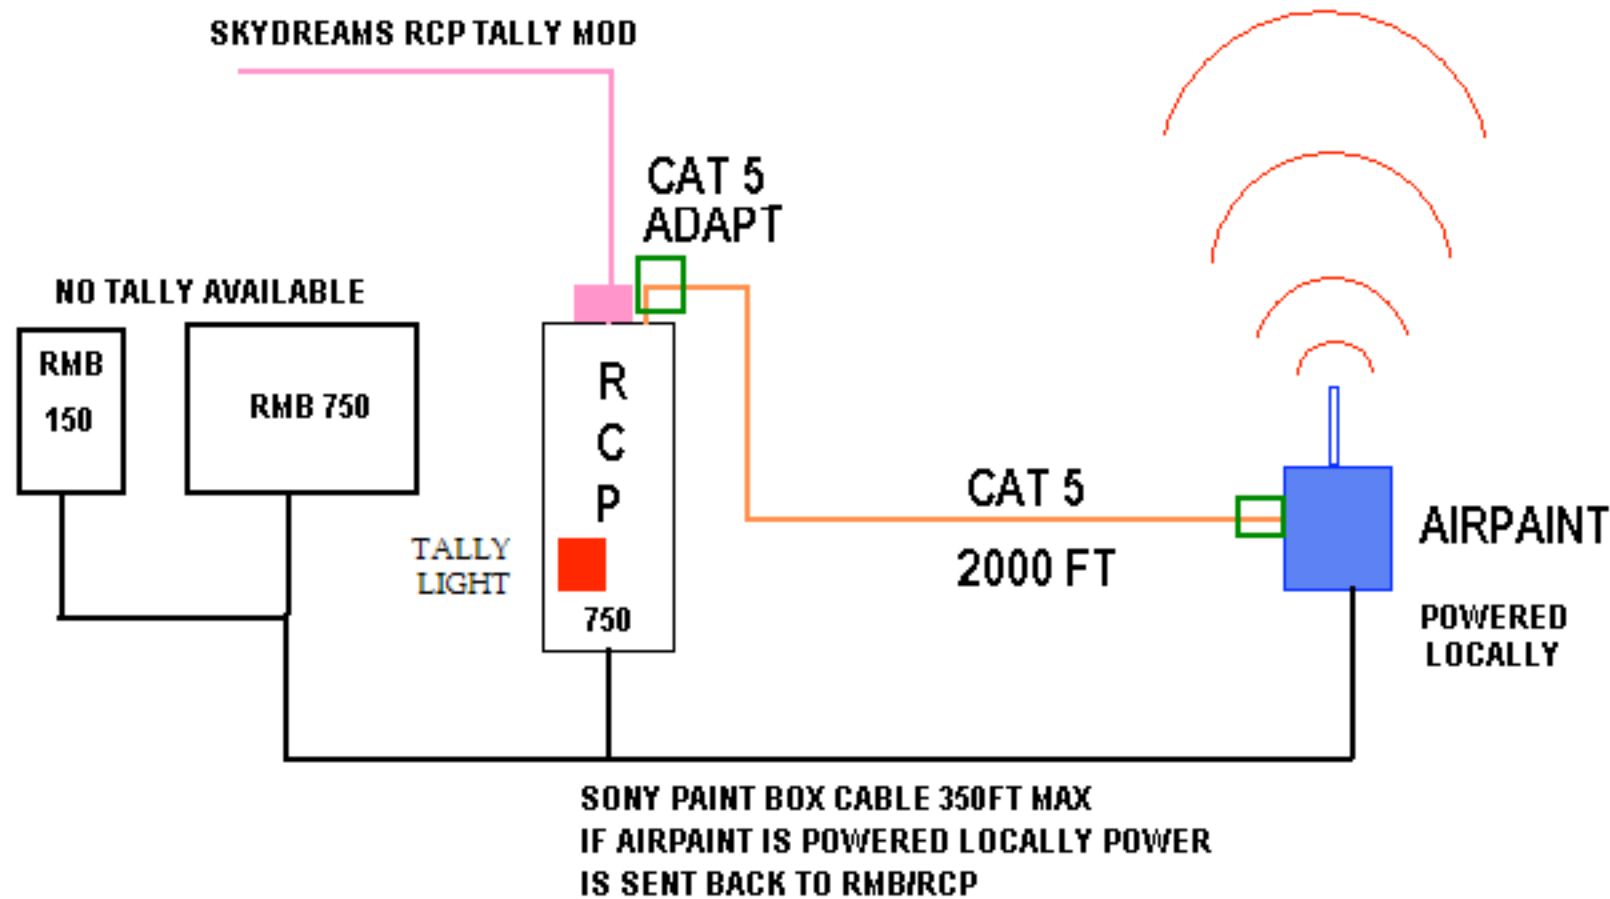 SKYDREAMS RCP TALLY MOD
CAT 5
ADAPT
NO TALLY AVAILABLE
RMB
150
RMB 750
R
C
P
TALLY
LIGHT
750
CAT 5
2000 FT
AIRPAINT
POWERED
LOCALLY
SONY PAINT BOX CABLE 350FT MAX
IF AIRPAINT IS POWERED LOCALLY POWER
IS SENT BACK TO RMB/RCP